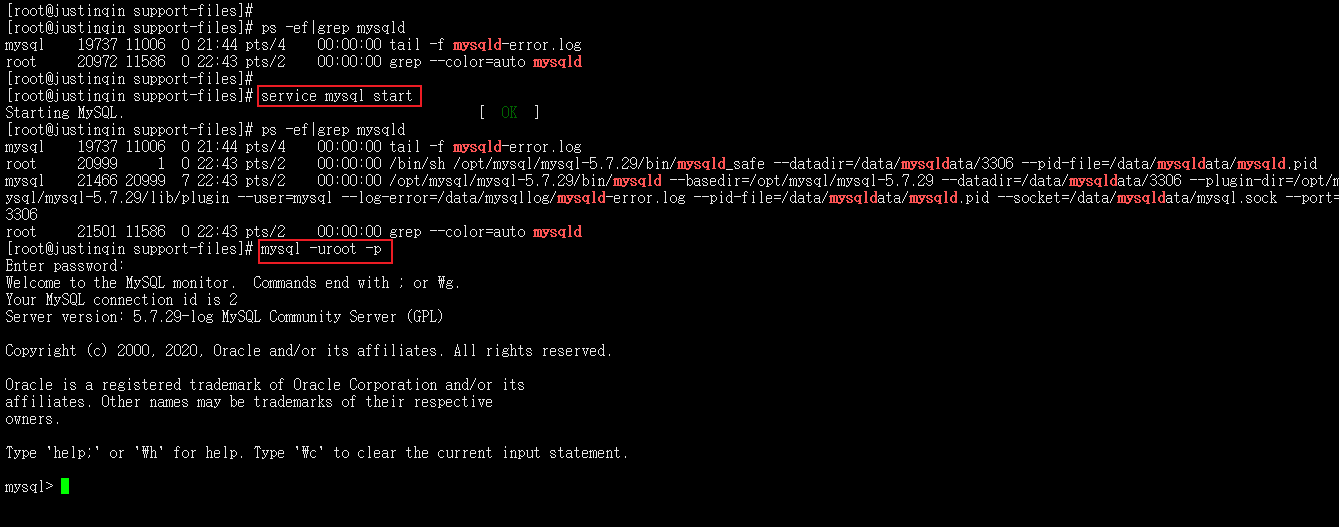 [root@justinqin support-files]#
[root@justinqin support-files]# ps -ef|grep mysqld
mysql    19737 11006  0 21:44 pts/4    00:00:00 tail -f mysqld-error.log
root     20972 11586  0 22:43 pts/2    00:00:00 grep --color=auto mysqld
[root@justinqin support-files]#
[root@justinqin support-files]# service mysql start
Starting MySQL.                                            [  OK  ]
[root@justinqin support-files]# ps -ef|grep mysqld
mysql    19737 11006  0 21:44 pts/4    00:00:00 tail -f mysqld-error.log
root     20999     1  0 22:43 pts/2    00:00:00 /bin/sh /opt/mysql/mysql-5.7.29/bin/mysqld_safe --datadir=/data/mysqldata/3306 --pid-file=/data/mysqldata/mysqld.pid
mysql    21466 20999  7 22:43 pts/2    00:00:00 /opt/mysql/mysql-5.7.29/bin/mysqld --basedir=/opt/mysql/mysql-5.7.29 --datadir=/data/mysqldata/3306 --plugin-dir=/opt/m
ysql/mysql-5.7.29/lib/plugin --user=mysql --log-error=/data/mysqllog/mysqld-error.log --pid-file=/data/mysqldata/mysqld.pid --socket=/data/mysqldata/mysql.sock --port=
3306
root     21501 11586  0 22:43 pts/2    00:00:00 grep --color=auto mysqld
[root@justinqin support-files]# mysql -uroot -p
Enter password:
Welcome to the MySQL monitor.  Commands end with ; or ₩g.
Your MySQL connection id is 2
Server version: 5.7.29-log MySQL Community Server (GPL)
Copyright (c) 2000, 2020, Oracle and/or its affiliates. All rights reserved.
Oracle is a registered trademark of Oracle Corporation and/or its
affiliates. Other names may be trademarks of their respective
owners.
Type 'help;' or '₩h' for help. Type '₩c' to clear the current input statement.
mysql>